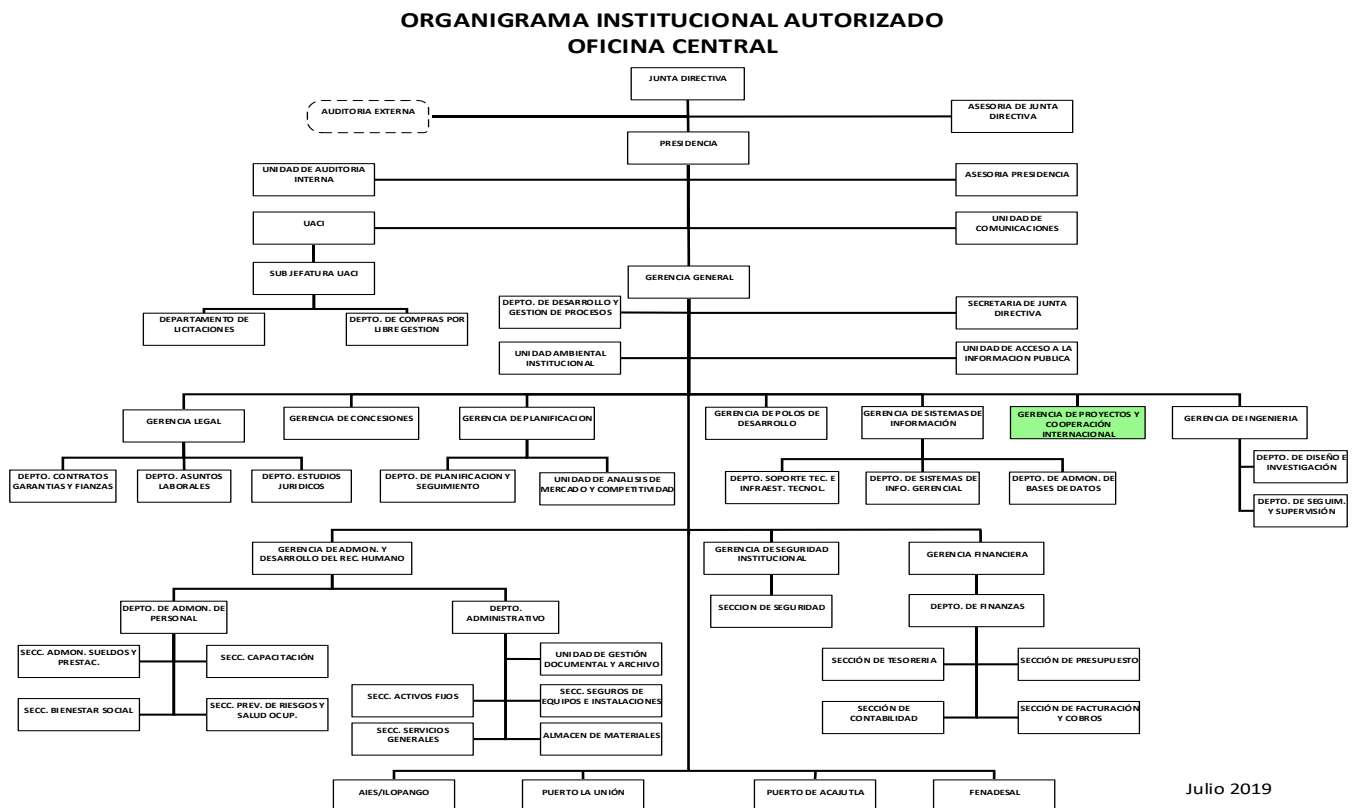 ORGANIGRAMA INSTITUCIONAL AUTORIZADO
OFICINA CENTRAL
JUNTA DIRECTIVA
AUDITORIA EXTERNA
ASESORIA DE JUNTA
DIRECTIVA
PRESIDENCIA
UNIDAD DE AUDITORIA
INTERNA
ASESORIA PRESIDENCIA
UACI
UNIDAD DE
COMUNICACIONES
SUB JEFATURA UACI
GERENCIA GENERAL
DEPARTAMENTO DE
LICITACIONES
DEPTO. DE COMPRAS POR
LIBRE GESTION
DEPTO. DE DESARROLLO Y
GESTION DE PROCESOS
SECRETARIA DE JUNTA
DIRECTIVA
UNIDAD AMBIENTAL
INSTITUCIONAL
UNIDAD DE ACCESO A LA
INFORMACION PUBLICA
GERENCIA LEGAL
GERENCIA DE CONCESIONES
GERENCIA DE PLANIFICACION
GERENCIA DE POLOS DE
DESARROLLO
GERENCIA DE SISTEMAS DE
INFORMACIÓN
GERENCIA DE PROYECTOS Y
COOPERACIÓN
INTERNACIONAL
GERENCIA DE INGENIERIA
DEPTO. CONTRATOS
GARANTIAS Y FIANZAS
DEPTO. ASUNTOS
LABORALES
DEPTO. ESTUDIOS
JURIDICOS
DEPTO. DE PLANIFICACION Y
SEGUIMIENTO
UNIDAD DE ANALISIS DE
MERCADO Y COMPETITIVIDAD
DEPTO. SOPORTE TEC. E
INFRAEST. TECNOL.
DEPTO. DE SISTEMAS DE
INFO. GERENCIAL
DEPTO. DE ADMON. DE
BASES DE DATOS
DEPTO. DE DISEÑO E
INVESTIGACIÓN
DEPTO. DE SEGUIM.
Y SUPERVISIÓN
GERENCIA DE ADMON. Y
DESARROLLO DEL REC. HUMANO
GERENCIA DE SEGURIDAD
INSTITUCIONAL
GERENCIA FINANCIERA
DEPTO. DE ADMON. DE
PERSONAL
DEPTO.
ADMINISTRATIVO
SECCION DE SEGURIDAD
DEPTO. DE FINANZAS
SECC. ADMON. SUELDOS Y
PRESTAC.
SECC. CAPACITACIÓN
UNIDAD DE GESTIÓN
DOCUMENTAL Y ARCHIVO
SECCIÓN DE TESORERIA
SECCIÓN DE PRESUPUESTO
SECC. BIENESTAR SOCIAL
SECC. PREV. DE RIESGOS Y
SALUD OCUP.
SECC. ACTIVOS FIJOS
SECC. SEGUROS DE
EQUIPOS E INSTALACIONES
SECCIÓN DE
CONTABILIDAD
SECCIÓN DE FACTURACIÓN
Y COBROS
SECC. SERVICIOS
GENERALES
ALMACEN DE MATERIALES
AIES/ILOPANGO
PUERTO LA UNIÓN
PUERTO DE ACAJUTLA
FENADESAL
Julio 2019